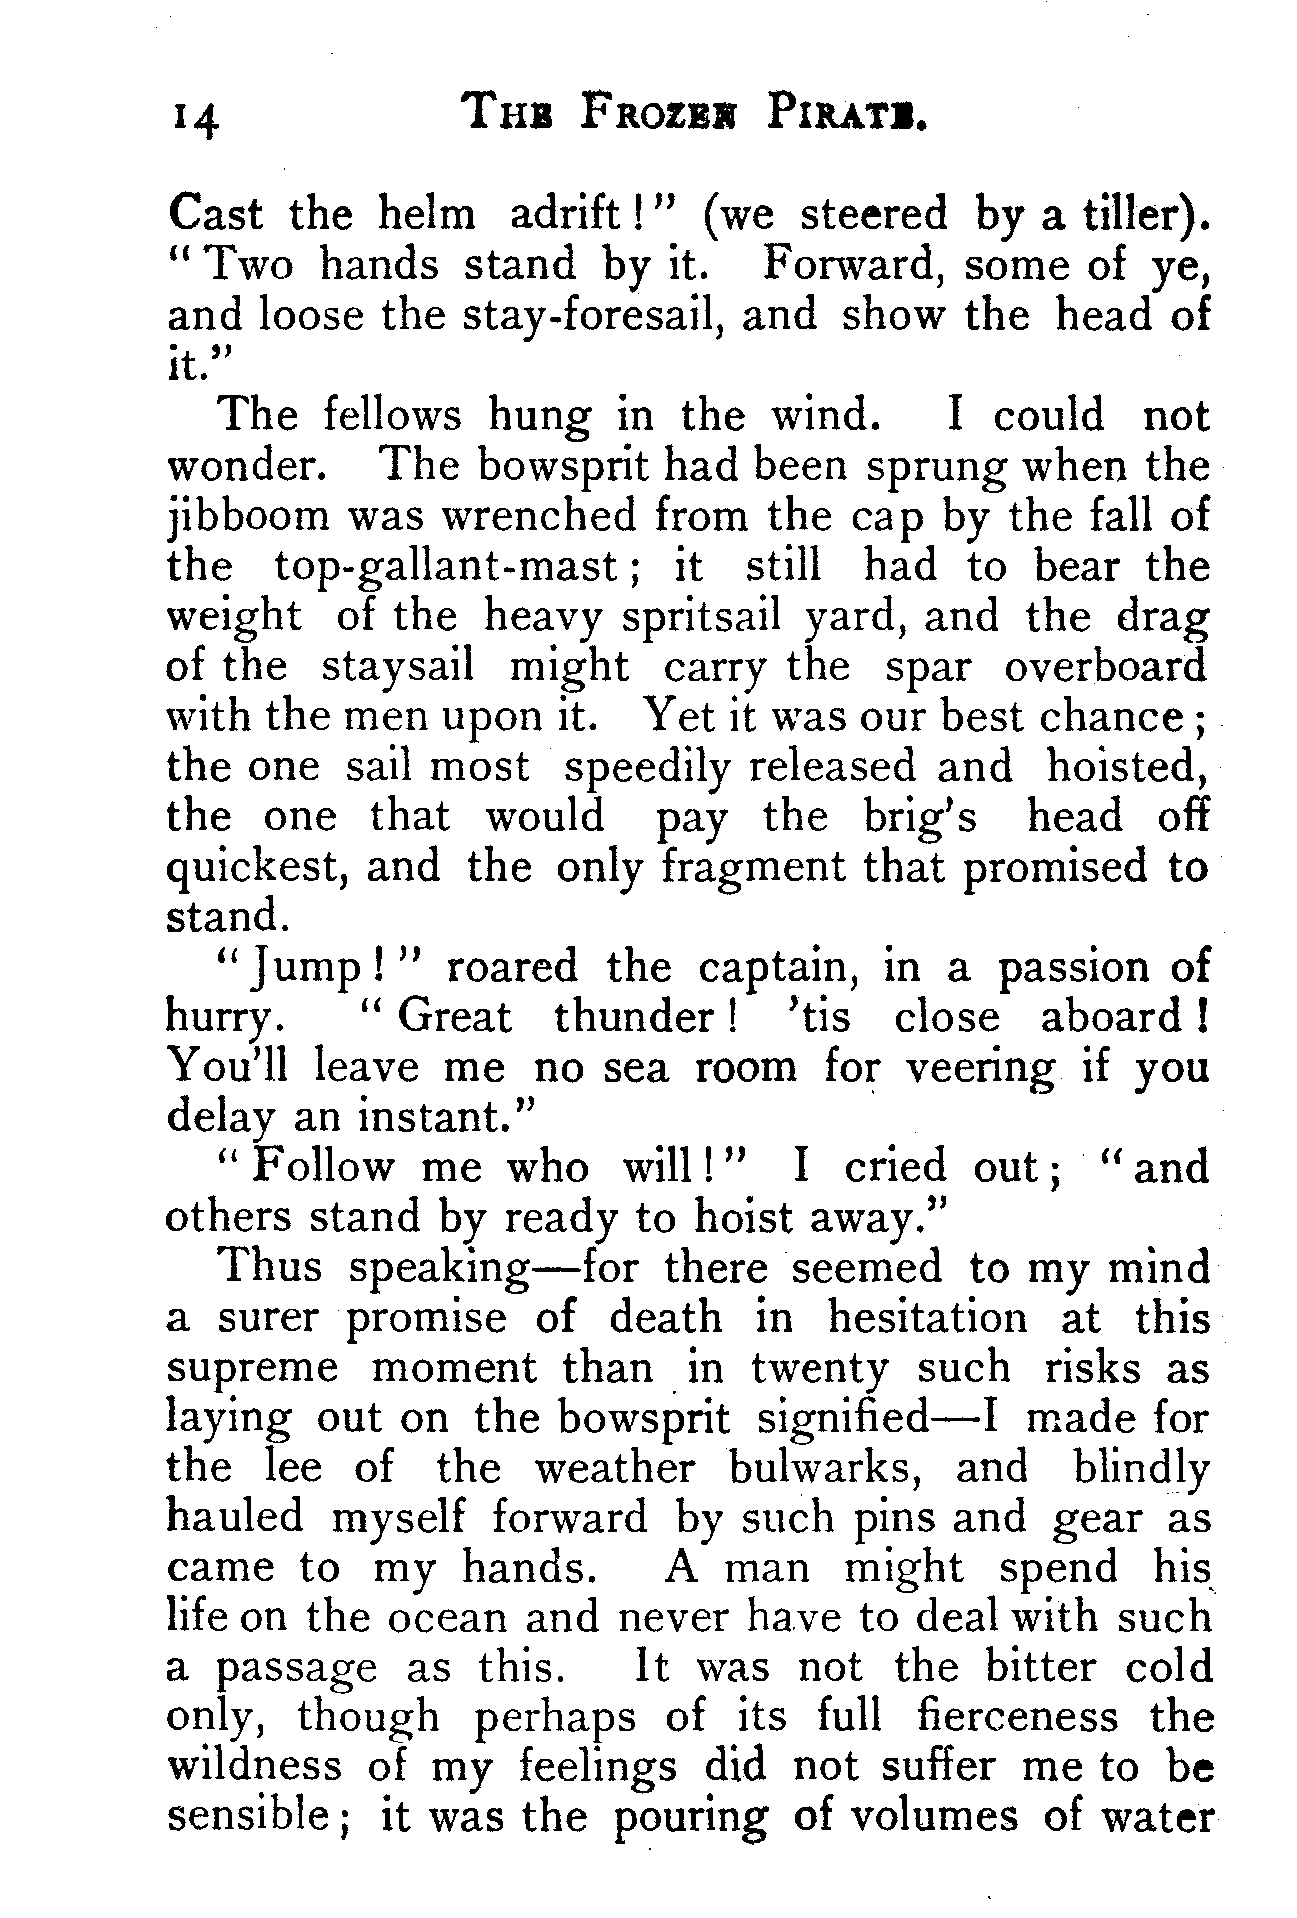 14 The Frozen Pirate.
Cast the helm adrift!" (we steered by a tiller).
"Two hands stand by it. Forward, some of ye,
and loose the stay-foresail, and show the head of
it."
The fellows hung in the wind. I could not
wonder. The bowsprit had been sprung when the
jibboom was wrenched from the cap by the fall of
the top-gallant-mast; it still had to bear the
weight of the heavy spritsail yard, and the drag
of the staysail might carry the spar overboard
with the men upon it. Yet it was our best chance;
the one sail most speedily released and hoisted,
the one that would pay the brig's head off
quickest, and the only fragment that promised to
stand.
"Jump!" roared the captain, in a passion of
hurry. "Great thunder! 'tis close aboard!
You'll leave me no sea room for veering if you
delay an instant."
"Follow me who will!" I cried out; "and
others stand by ready to hoist away."
Thus speaking—for there seemed to my mind
a surer promise of death in hesitation at this
supreme moment than in twenty such risks as
laying out on the bowsprit signified—I made for
the lee of the weather bulwarks, and blindly
hauled myself forward by such pins and gear as
came to my hands. A man might spend his
life on the ocean and never have to deal with such
a passage as this. It was not the bitter cold
only, though perhaps of its full fierceness the
wildness of my feelings did not suffer me to be
sensible; it was the pouring of volumes of water